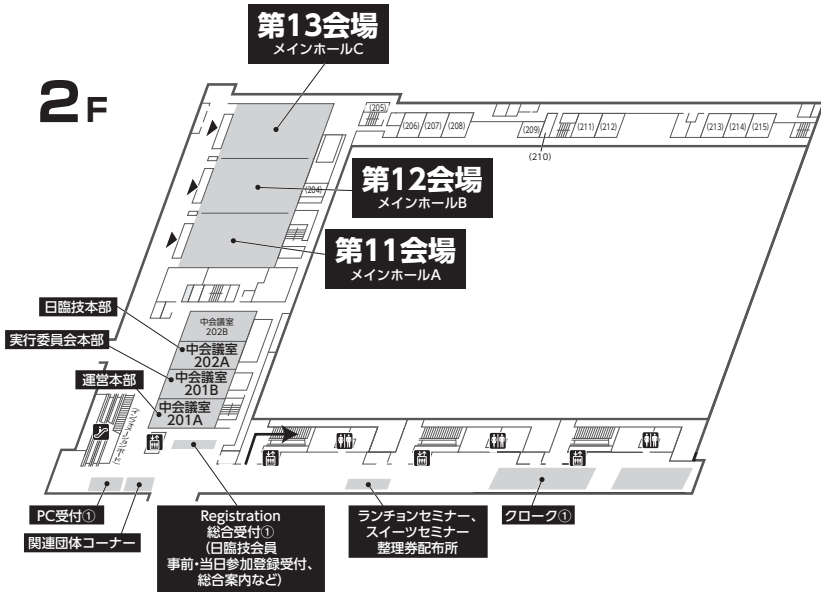 第13会場
メインホールC
2F
(205)
(206)
(207)
(208)
(209)
(210)
(211)
(212)
(213)
(214)
(215)
(204)
第12会場
メインホールB
第11会場
メインホールA
日臨技本部
実行委員会本部
運営本部
中会議室
202B
中会議室
202A
中会議室
201B
中会議室
201A
PC受付①
関連団体コーナー
Registration
総合受付①
(日臨技会員
事前・当日参加登録受付、
総合案内など)
ランチョンセミナー、
スイーツセミナー
整理券配布所
クローク①